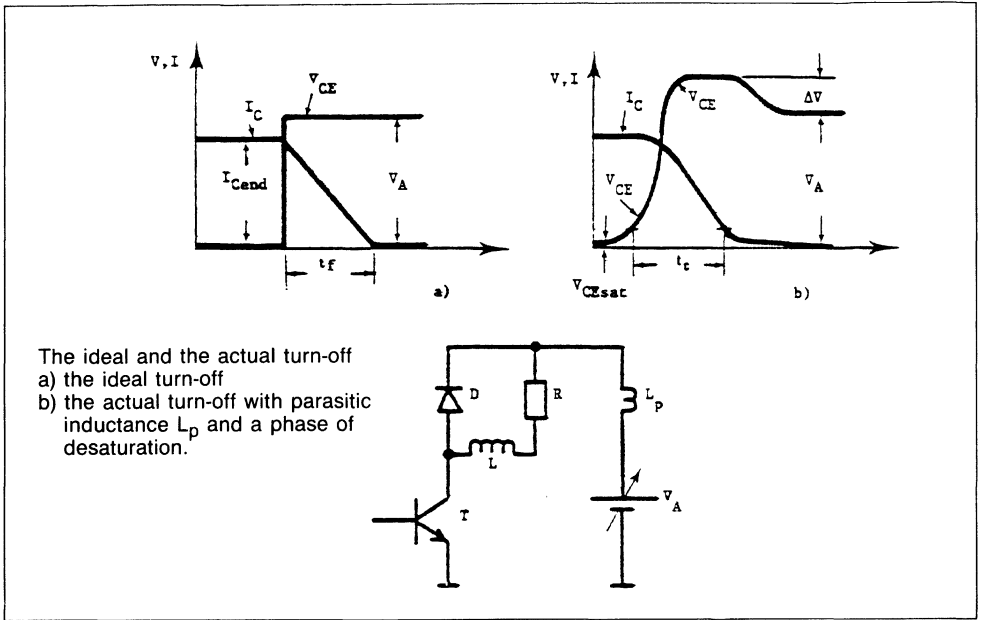 V, I
V_CE
I_C
I_Cend
V_A
t_f
a)
V, I
I_C
V_CE
ΔV
V_CE
V_A
t_c
V_CEsat
b)
The ideal and the actual turn-off
a) the ideal turn-off
b) the actual turn-off with parasitic
inductance L_p and a phase of
desaturation.
D
R
L_p
L
T
V_A